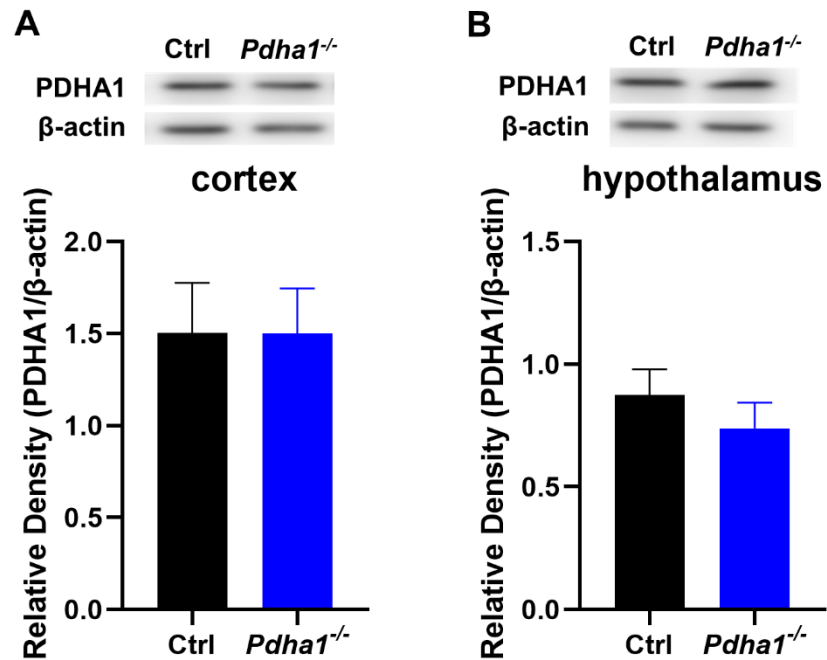 A
Ctrl Pdha1-/-
PDHA1
β-actin
cortex
Relative Density (PDHA1/β-actin)
2.0
1.5
1.0
0.5
0.0
Ctrl Pdha1-/-
B
Ctrl Pdha1-/-
PDHA1
β-actin
hypothalamus
Relative Density (PDHA1/β-actin)
1.5
1.0
0.5
0.0
Ctrl Pdha1-/-